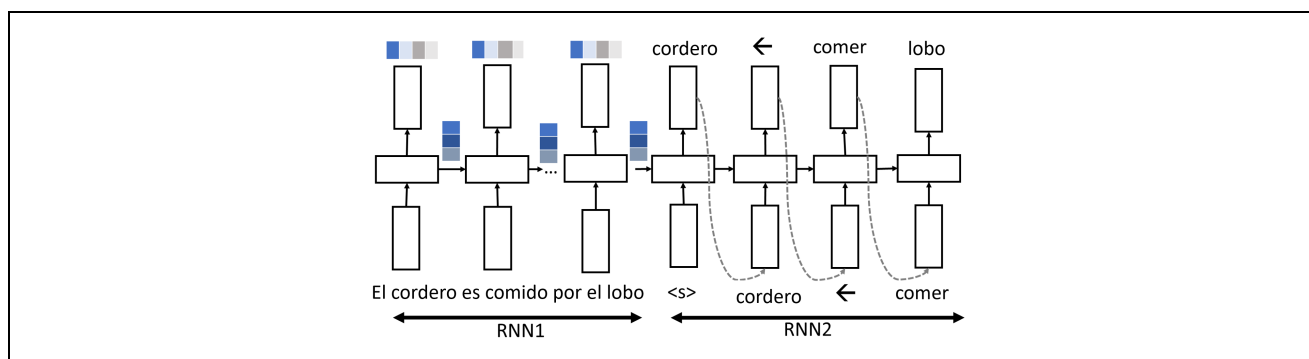 cordero ← comer lobo
...
El cordero es comido por el lobo <s> cordero ← comer
RNN1 RNN2